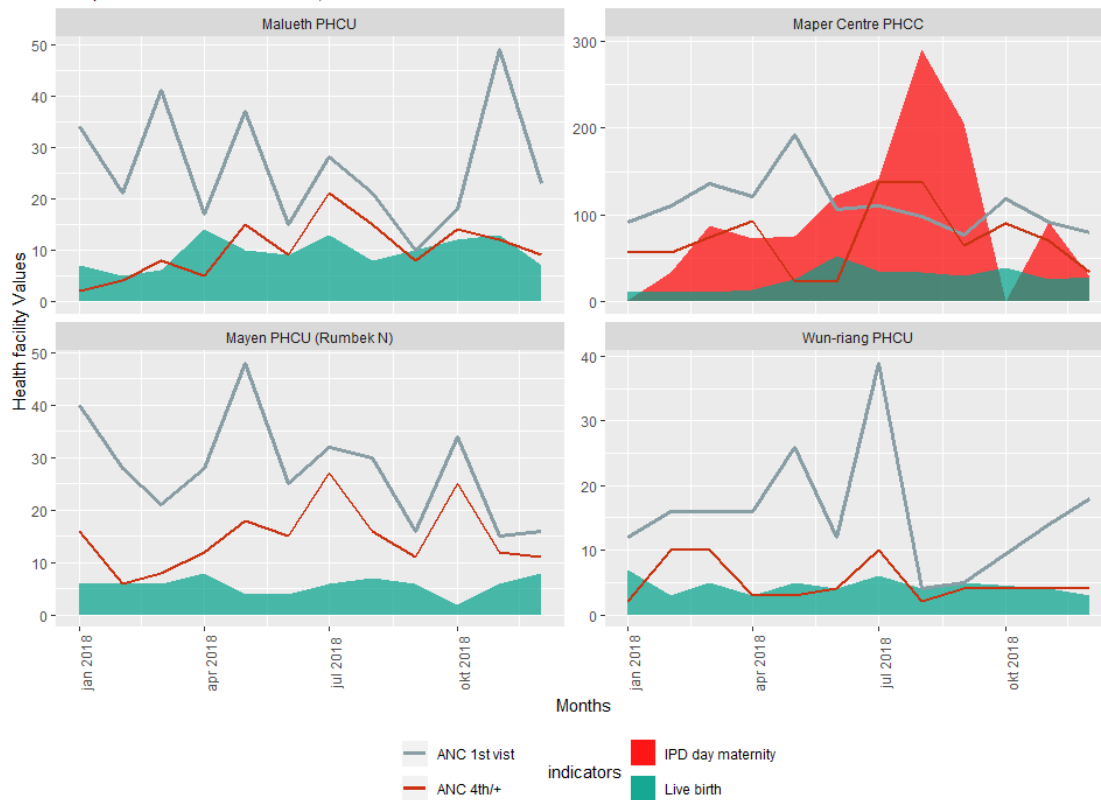 Malueth PHCU
Maper Centre PHCC
50
40
30
20
10
0
300
200
100
0
Mayen PHCU (Rumbek N)
Wun-riang PHCU
50
40
30
20
10
0
40
30
20
10
0
Health facility Values
jan 2018
apr 2018
jul 2018
okt 2018
jan 2018
apr 2018
jul 2018
okt 2018
Months
indicators
ANC 1st vist
ANC 4th/+
IPD day maternity
Live birth